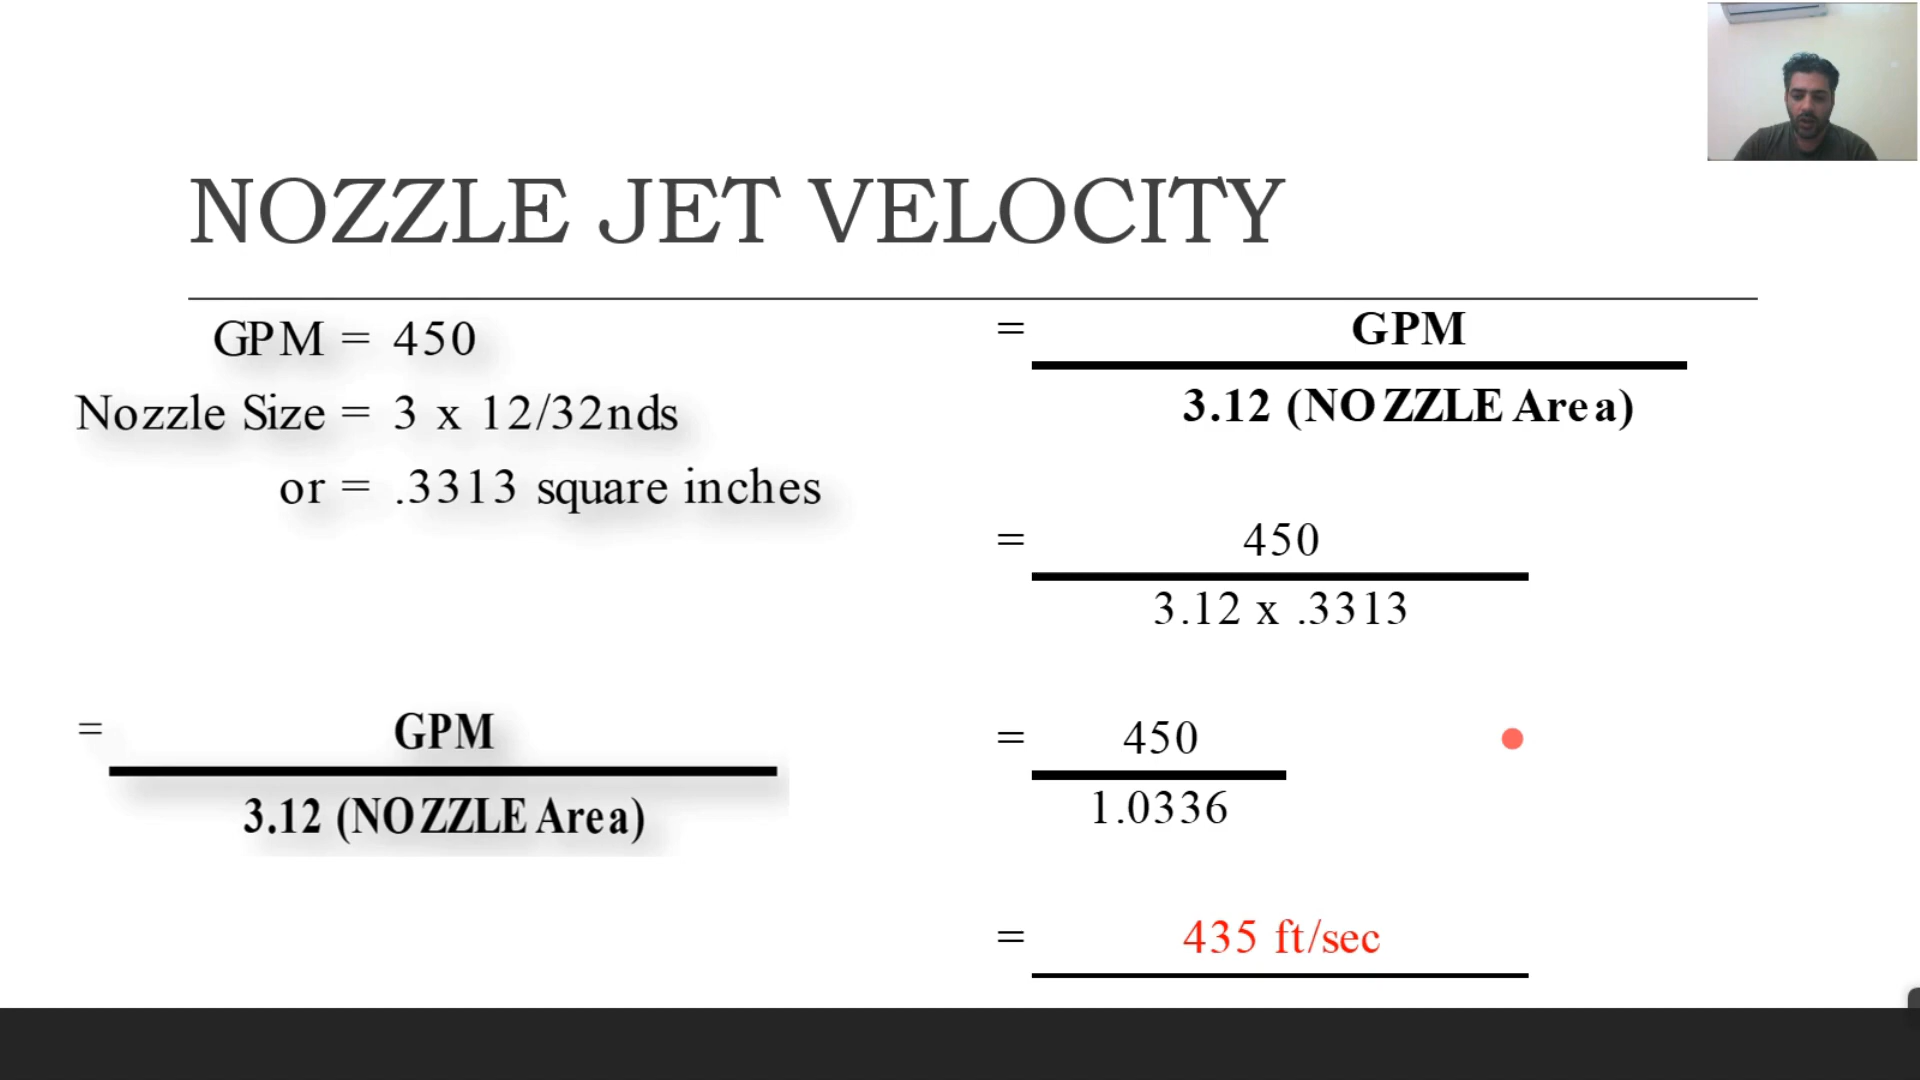 NOZZLE JET VELOCITY
GPM = 450
Nozzle Size = 3 x 12/32nds
or = .3313 square inches
= GPM
3.12 (NOZZLE Area)
= GPM
3.12 (NOZZLE Area)
= 450
3.12 x .3313
= 450
1.0336
= 435 ft/sec